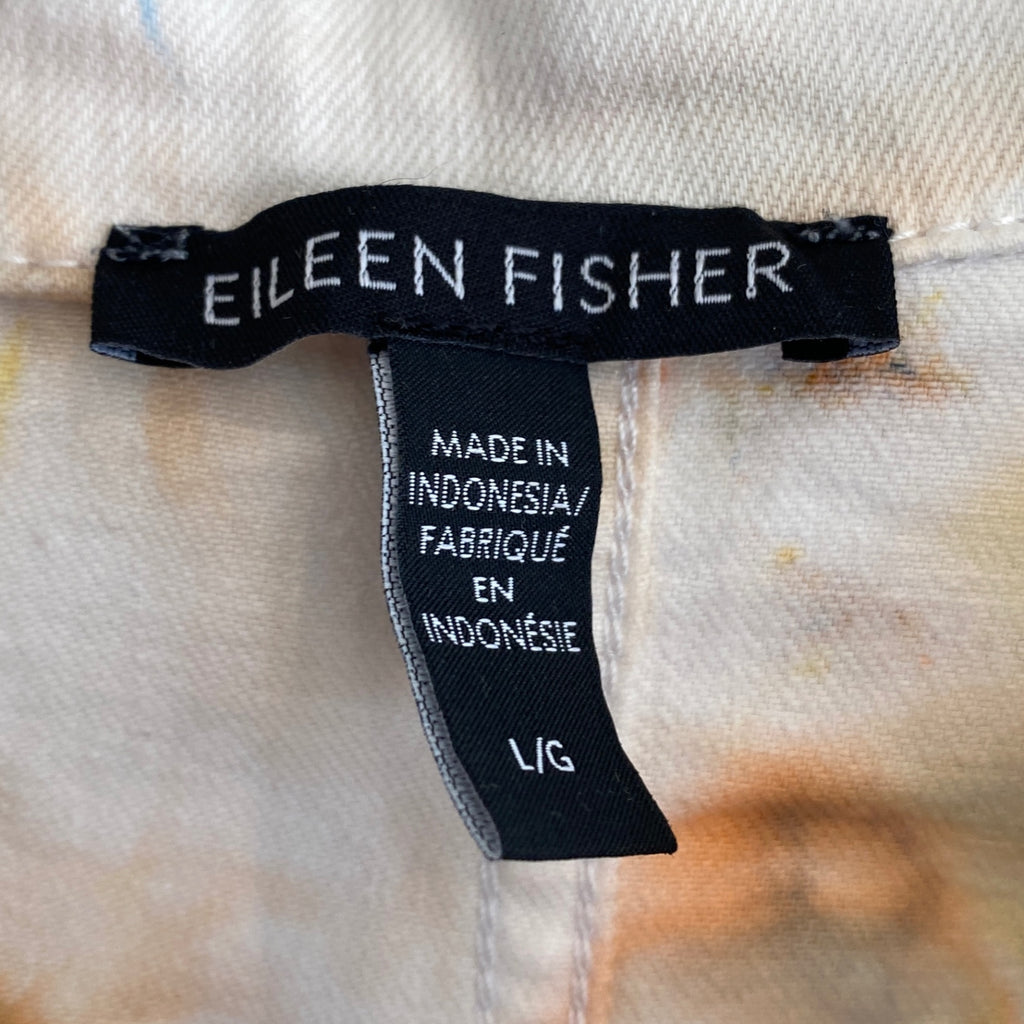 EILEEN FISHER
MADE IN
INDONESIA/
FABRIQUÉ
EN
INDONÉSIE
L/G